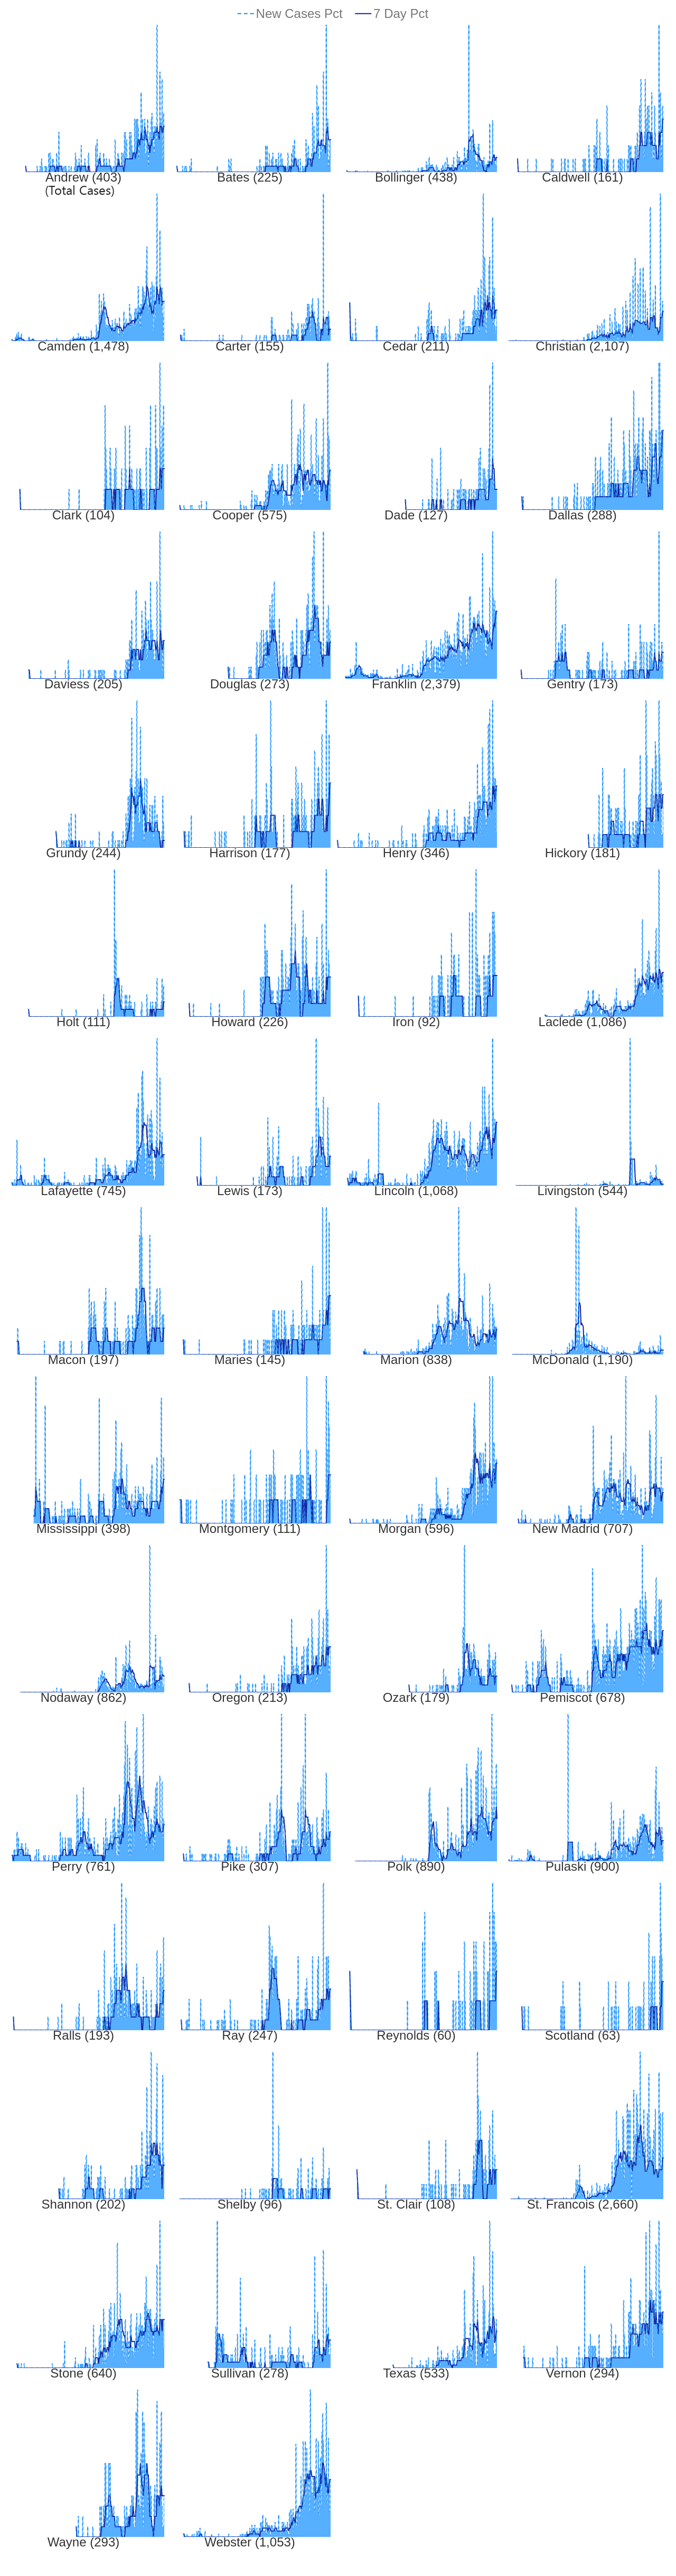 New Cases Pct 7 Day Pct
Andrew (403) Bates (225) Bollinger (438) Caldwell (161)
(Total Cases)
Camden (1,478) Carter (155) Cedar (211) Christian (2,107)
Clark (104) Cooper (575) Dade (127) Dallas (288)
Daviess (205) Douglas (273) Franklin (2,379) Gentry (173)
Grundy (244) Harrison (177) Henry (346) Hickory (181)
Holt (111) Howard (226) Iron (92) Laclede (1,086)
Lafayette (745) Lewis (173) Lincoln (1,068) Livingston (544)
Macon (197) Maries (145) Marion (838) McDonald (1,190)
Mississippi (398) Montgomery (111) Morgan (596) New Madrid (707)
Nodaway (862) Oregon (213) Ozark (179) Pemiscot (678)
Perry (761) Pike (307) Polk (890) Pulaski (900)
Ralls (193) Ray (247) Reynolds (60) Scotland (63)
Shannon (202) Shelby (96) St. Clair (108) St. Francois (2,660)
Stone (640) Sullivan (278) Texas (533) Vernon (294)
Wayne (293) Webster (1,053)